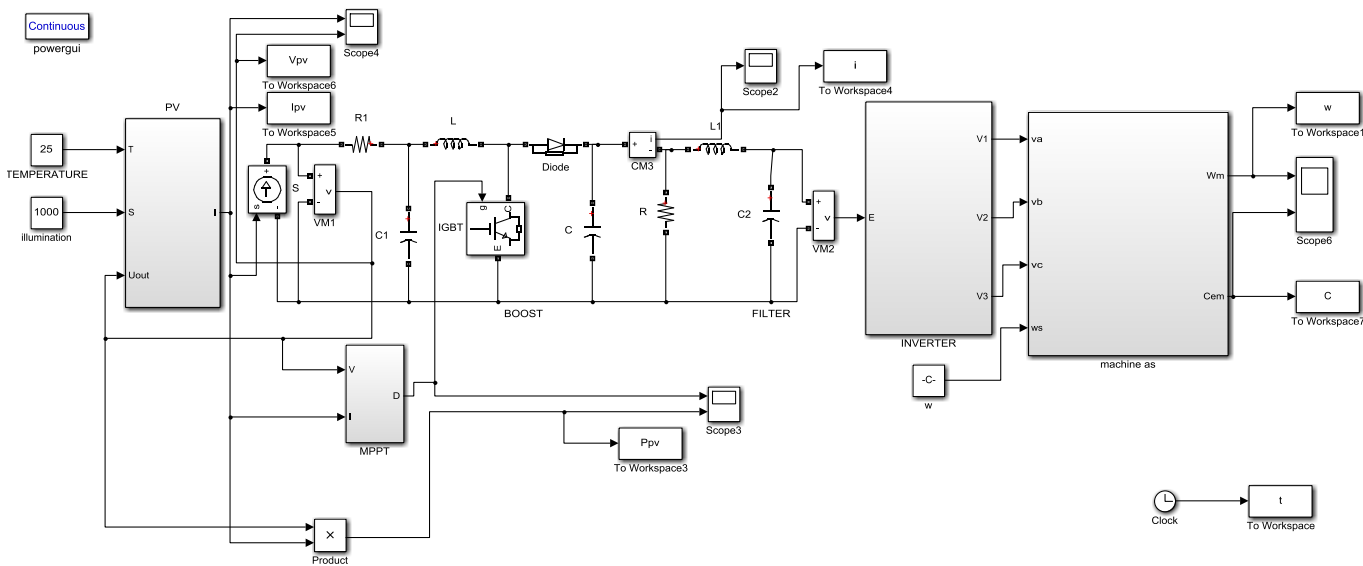 Continuous
powergui
Scope4
Vpv
To Workspace6
Ipv
To Workspace5
PV
25
TEMPERATURE
1000
illumination
T
S
I
Uout
s
+
-
S
+
v
-
VM1
R1
C1
L
g
C
E
IGBT
Diode
+
C
+
i
-
CM3
R
L1
Scope2
i
To Workspace4
C2
+
v
-
VM2
BOOST
FILTER
E
V1
V2
V3
INVERTER
va
vb
vc
ws
Wm
Cem
machine as
w
To Workspace1
Scope6
C
To Workspace7
-C-
w
V
I
D
MPPT
Scope3
Ppv
To Workspace3
×
Product
Clock
t
To Workspace